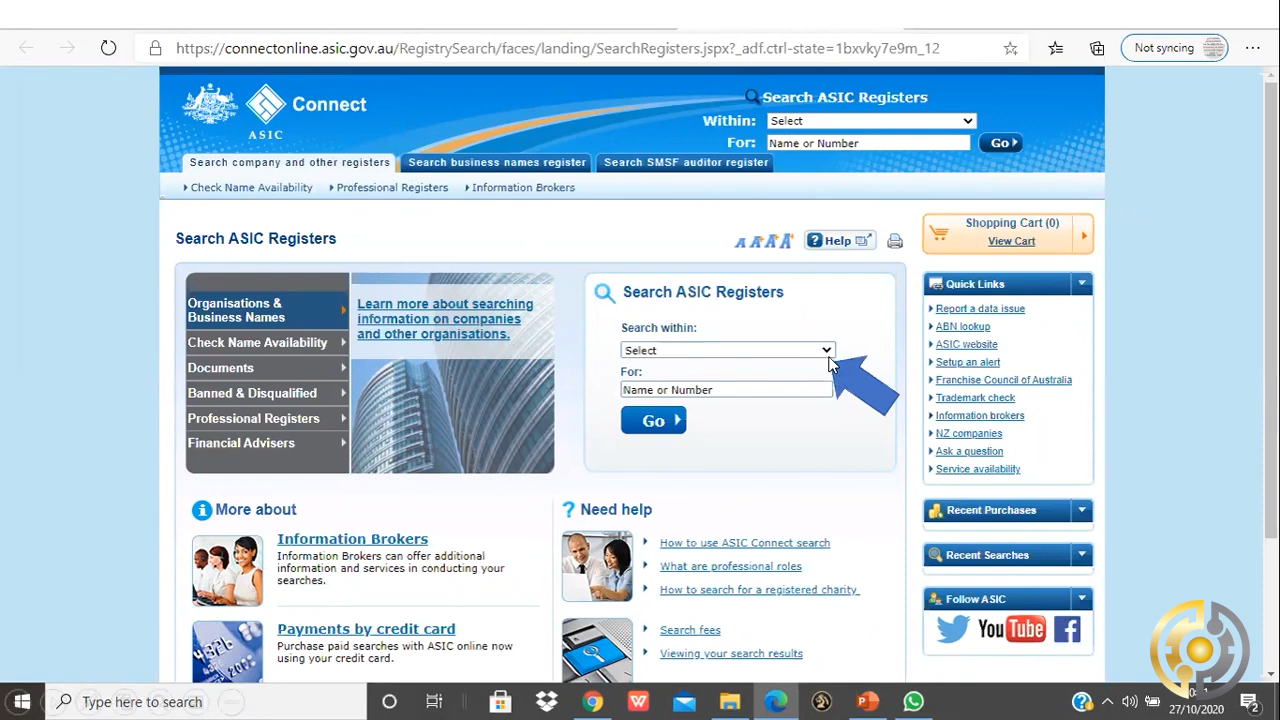 https://connectonline.asic.gov.au/RegistrySearch/faces/landing/SearchRegisters.jspx?_adf.ctrl-state=1bxvky7e9m_12
Not syncing
ASIC
Connect
Search ASIC Registers
Within:
Select
For:
Name or Number
Go
Search company and other registers
Search business names register
Search SMSF auditor register
Check Name Availability
Professional Registers
Information Brokers
Search ASIC Registers
A A A A
Help
Shopping Cart (0)
View Cart
Organisations &
Business Names
Check Name Availability
Documents
Banned & Disqualified
Professional Registers
Financial Advisers
Learn more about searching
information on companies
and other organisations.
Search ASIC Registers
Search within:
Select
For:
Name or Number
Go
Quick Links
Report a data issue
ABN lookup
ASIC website
Setup an alert
Franchise Council of Australia
Trademark check
Information brokers
NZ companies
Ask a question
Service availability
More about
Information Brokers
Information Brokers can offer additional
information and services in conducting your
searches.
Payments by credit card
Purchase paid searches with ASIC online now
using your credit card.
Need help
How to use ASIC Connect search
What are professional roles
How to search for a registered charity
Search fees
Viewing your search results
Recent Purchases
Recent Searches
Follow ASIC
YouTube
Type here to search
27/10/2020
2